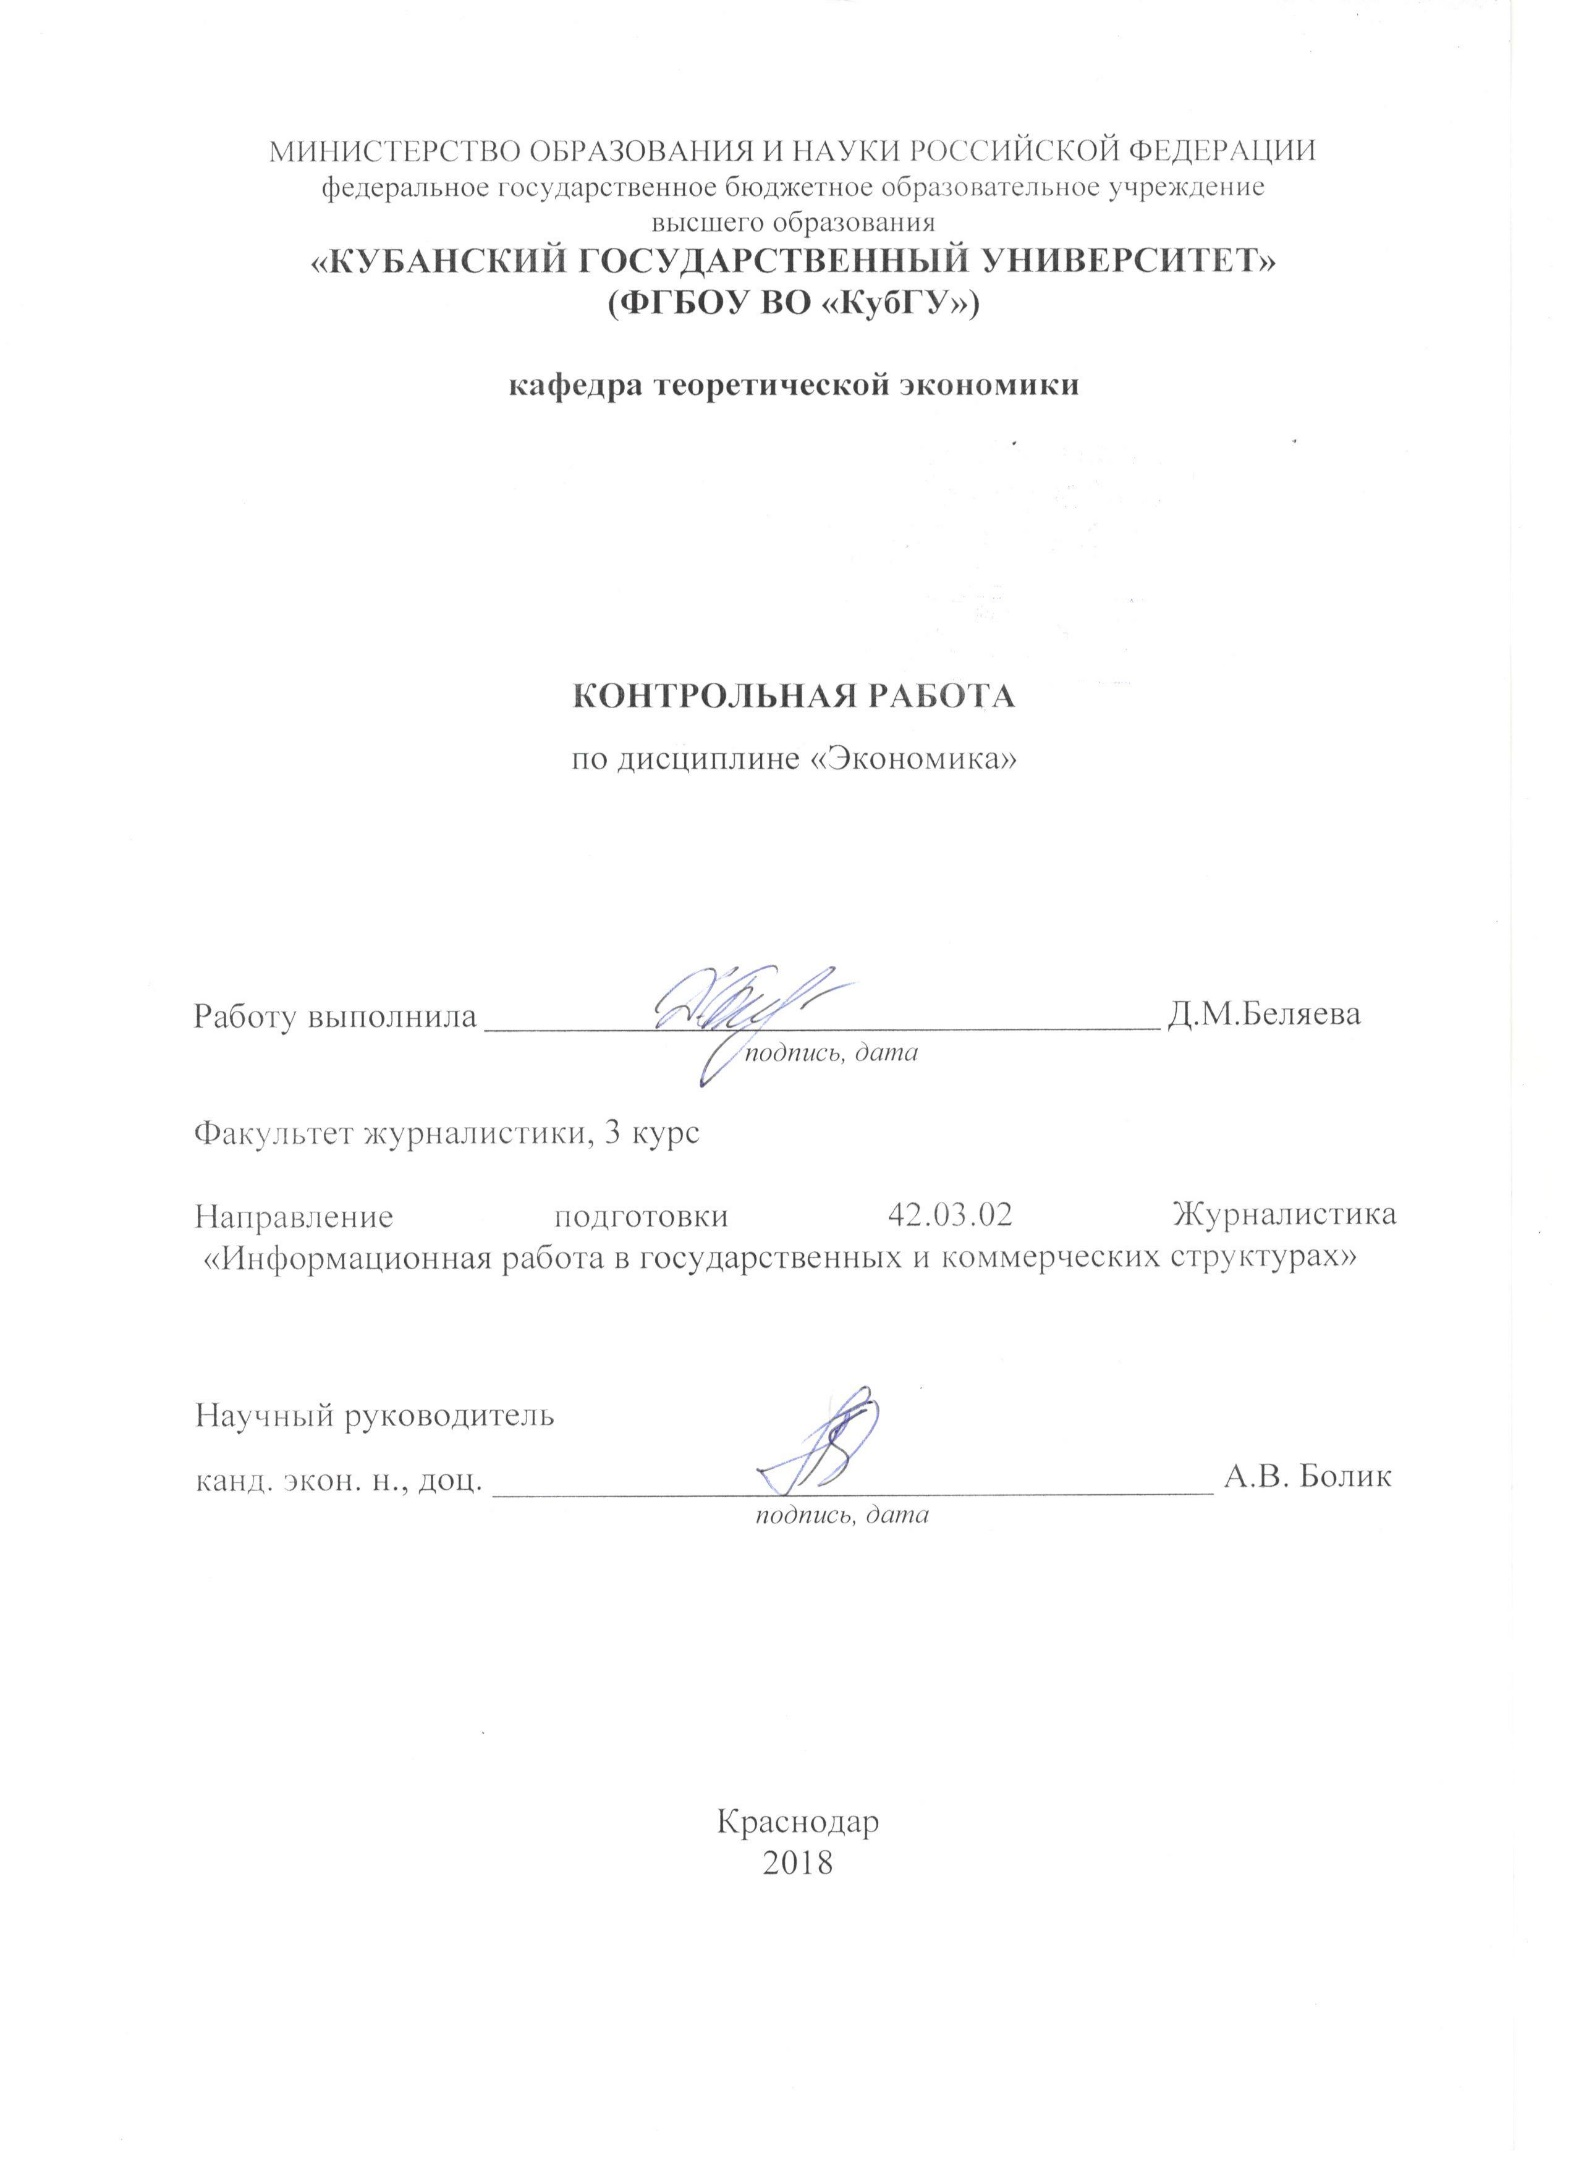 МИНИСТЕРСТВО ОБРАЗОВАНИЯ И НАУКИ РОССИЙСКОЙ ФЕДЕРАЦИИ
федеральное государственное бюджетное образовательное учреждение
высшего образования
«КУБАНСКИЙ ГОСУДАРСТВЕННЫЙ УНИВЕРСИТЕТ»
(ФГБОУ ВО «КубГУ»)
кафедра теоретической экономики
КОНТРОЛЬНАЯ РАБОТА
по дисциплине «Экономика»
Работу выполнила Д.М.Беляева
подпись, дата
Факультет журналистики, 3 курс
Направление подготовки 42.03.02 Журналистика
«Информационная работа в государственных и коммерческих структурах»
Научный руководитель
канд. экон. н., доц. А.В. Болик
подпись, дата
Краснодар
2018